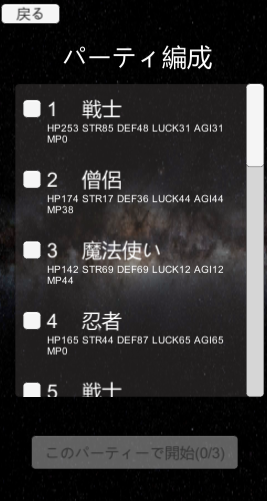 戻る
パーティ編成
1 戦士
HP253 STR85 DEF48 LUCK31 AGI31
MP0
2 僧侶
HP174 STR17 DEF36 LUCK44 AGI44
MP38
3 魔法使い
HP142 STR69 DEF69 LUCK12 AGI12
MP44
4 忍者
HP165 STR44 DEF87 LUCK65 AGI65
MP0
5 戦士
このパーティーで開始(0/3)